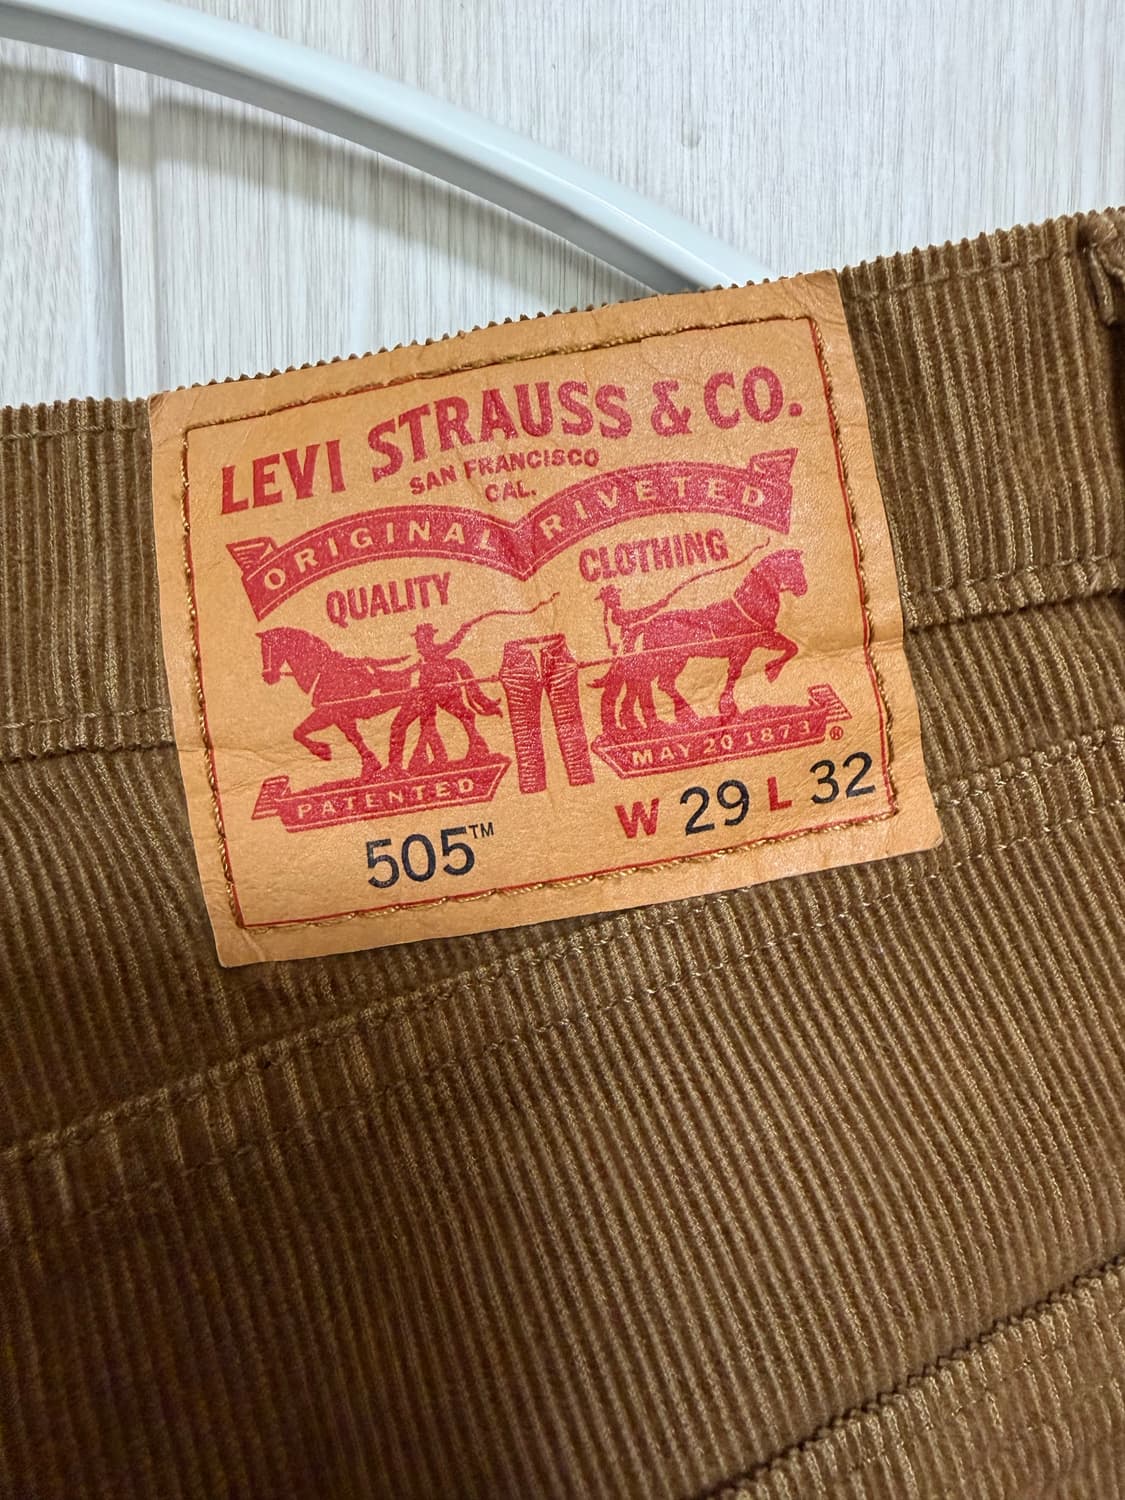 LEVI STRAUSS & CO.
SAN FRANCISCO
CAL.
ORIGINAL RIVETED
QUALITY CLOTHING
PATENTED MAY 20 1873 ®
505™ W 29 L 32